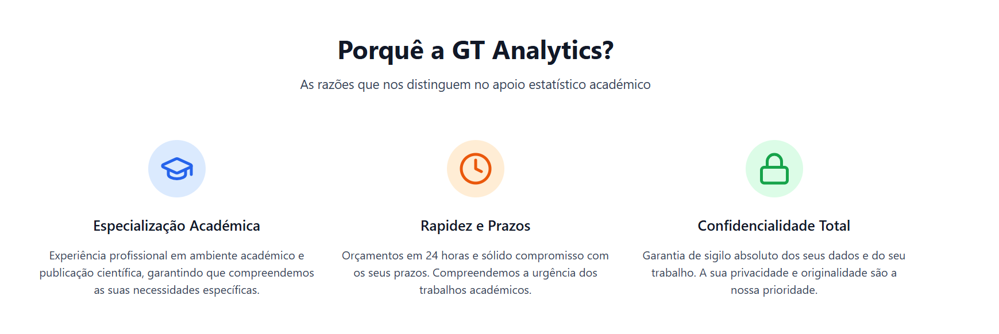 Porquê a GT Analytics?
As razões que nos distinguem no apoio estatístico académico
Especialização Académica
Experiência profissional em ambiente académico e
publicação científica, garantindo que compreendemos
as suas necessidades específicas.
Rapidez e Prazos
Orçamentos em 24 horas e sólido compromisso com
os seus prazos. Compreendemos a urgência dos
trabalhos académicos.
Confidencialidade Total
Garantia de sigilo absoluto dos seus dados e do seu
trabalho. A sua privacidade e originalidade são a
nossa prioridade.